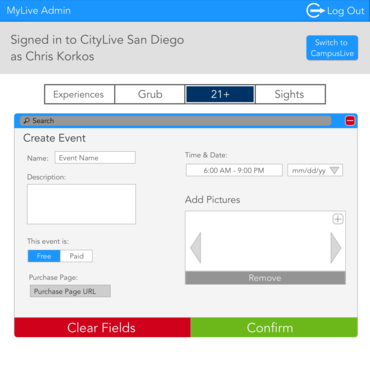 MyLive Admin
Log Out
Signed in to CityLive San Diego
as Chris Korkos
Switch to
CampusLive
Experiences
Grub
21+
Sights
Search
Create Event
Name:
Event Name
Time & Date:
6:00 AM - 9:00 PM
mm/dd/yy
Description:
Add Pictures
This event is:
Free
Paid
Remove
Purchase Page:
Purchase Page URL
Clear Fields
Confirm